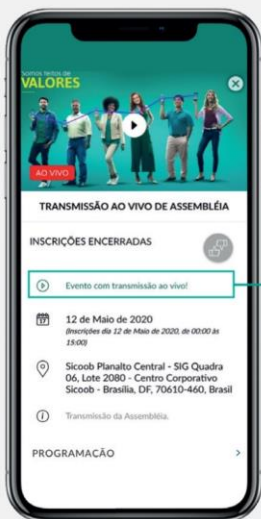 Somos feitos de
VALORES
AO VIVO
TRANSMISSÃO AO VIVO DE ASSEMBLÉIA
INSCRIÇÕES ENCERRADAS
Evento com transmissão ao vivo!
17
12 de Maio de 2020
(Inscrições dia 12 de Maio de 2020, de 00:00 às
15:00)
Sicoob Planalto Central - SIG Quadra
06, Lote 2080 - Centro Corporativo
Sicoob - Brasília, DF, 70610-460, Brasil
Transmissão da Assembléia.
PROGRAMAÇÃO